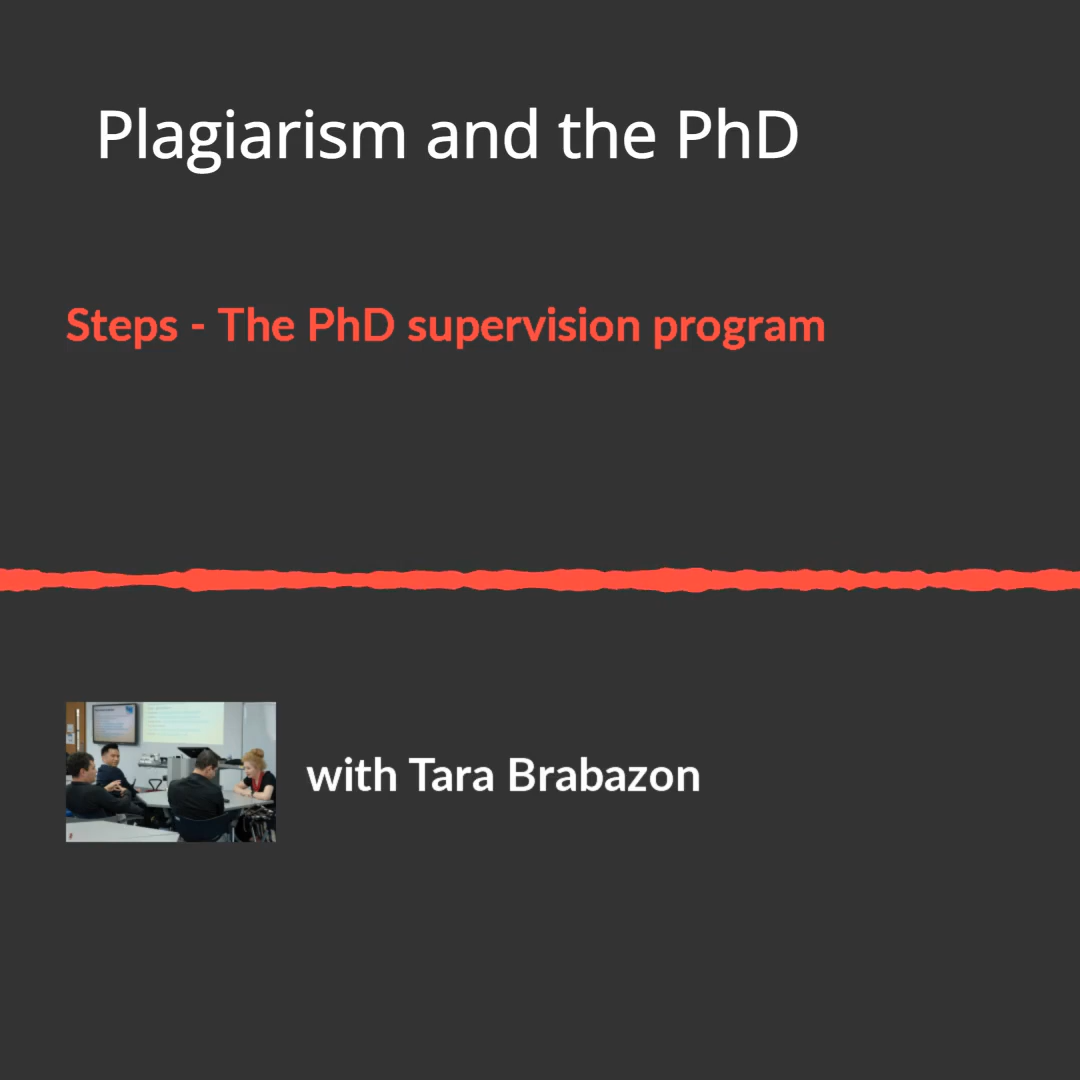 Plagiarism and the PhD
Steps - The PhD supervision program
with Tara Brabazon